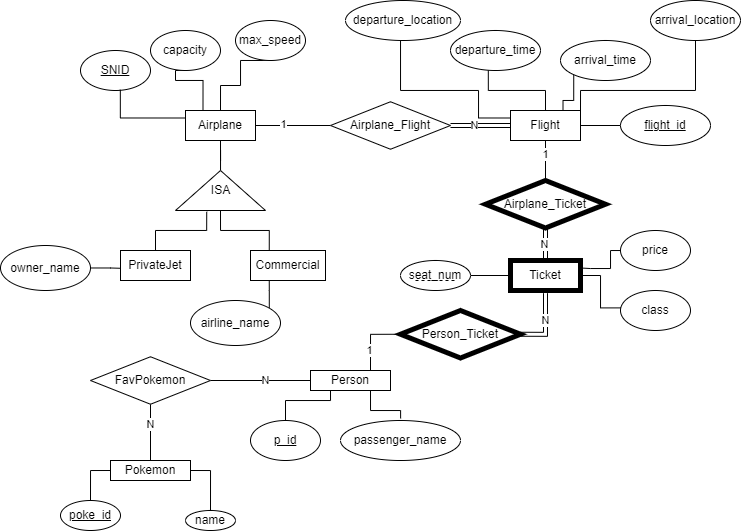 departure_location
arrival_location
max_speed
capacity
departure_time
arrival_time
SNID
Airplane
1
Airplane_Flight
N
Flight
flight_id
1
ISA
Airplane_Ticket
N
owner_name
PrivateJet
Commercial
seat_num
Ticket
price
class
airline_name
N
Person_Ticket
1
FavPokemon
N
Person
N
p_id
passenger_name
Pokemon
poke_id
name